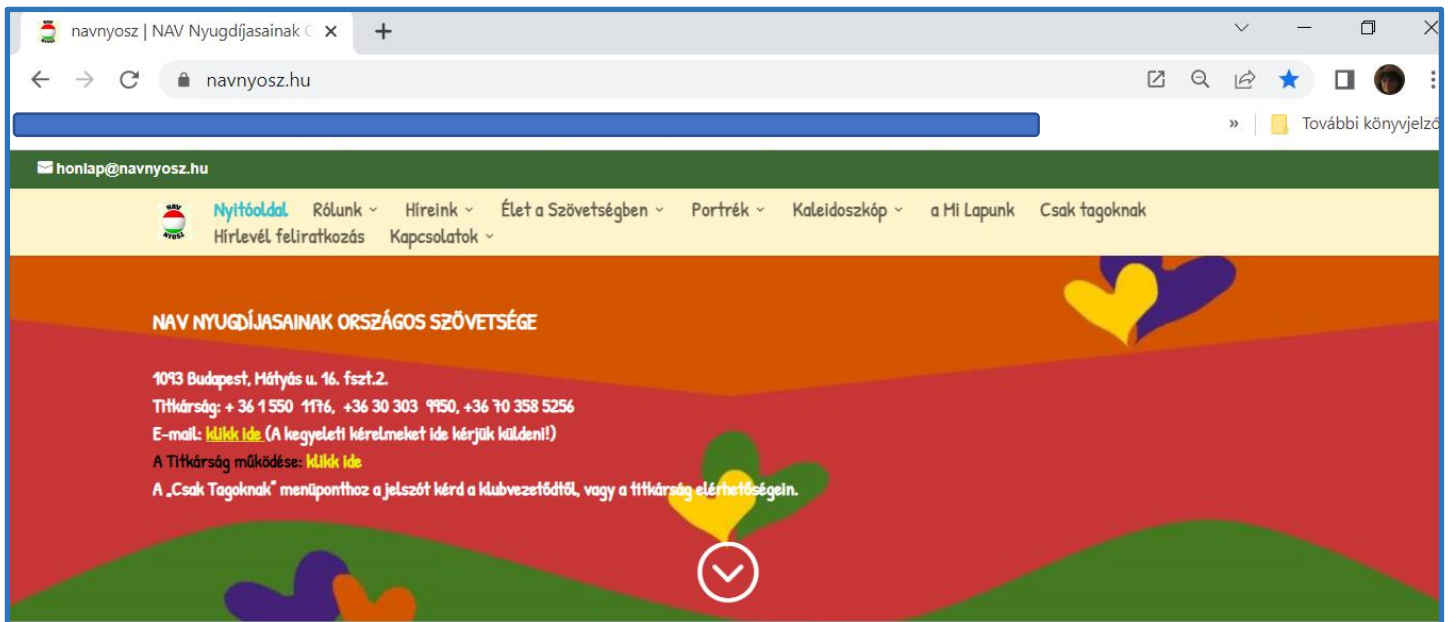 navnyosz | NAV Nyugdíjasainak
navnyosz.hu
» További könyvjelző
honlap@navnyosz.hu
NAV
NYOSZ
Nyitóoldal Rólunk Híreink Élet a Szövetségben Portrék Kaleidoszkóp a Mi Lapunk Csak tagoknak
Hírlevél feliratkozás Kapcsolatok
NAV NYUGDÍJASAINAK ORSZÁGOS SZÖVETSÉGE
1093 Budapest, Mátyás u. 16. fszt.2.
Titkárság: + 36 1 550 1176, +36 30 303 9950, +36 70 358 5256
E-mail: klikk ide (A kegyeleti kérelmeket ide kérjük küldeni!)
A Titkárság működése: klikk ide
A „Csak Tagoknak" menüponthoz a jelszót kérd a klubvezetődtől, vagy a titkárság elérhetőségein.